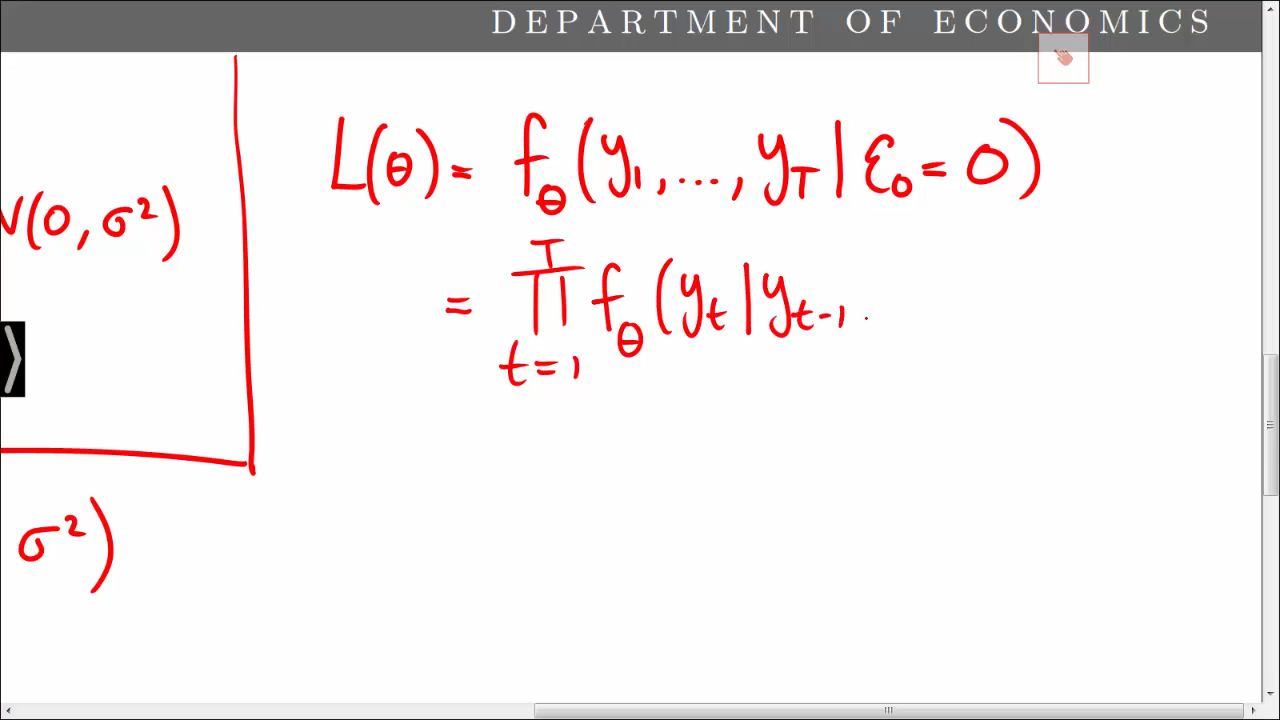 DEPARTMENT OF ECONOMICS
L(θ) = f_θ(y_1, ..., y_T | ε_0 = 0)
N(0, σ²)
= ∏_{t=1}^{T} f_θ(y_t | y_{t-1} .
σ²)